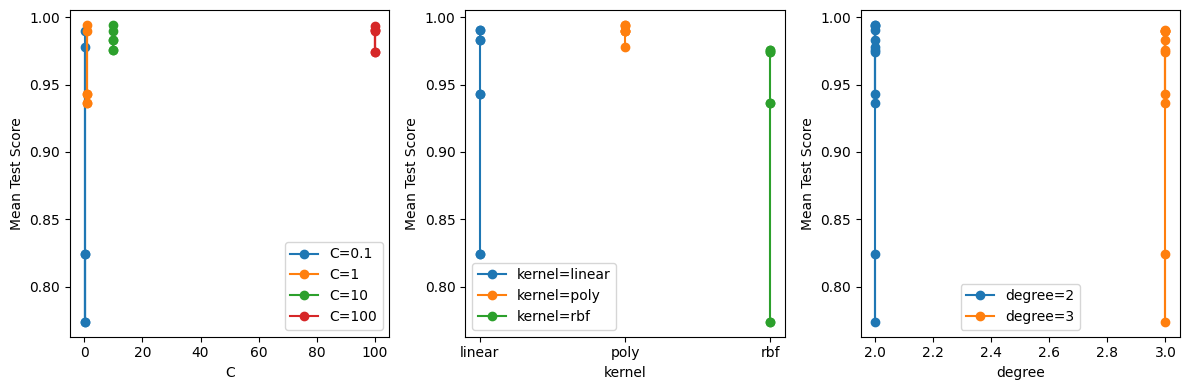 1.00
0.95
0.90
0.85
0.80
Mean Test Score
C=0.1
C=1
C=10
C=100
0 20 40 60 80 100
C
1.00
0.95
0.90
0.85
0.80
Mean Test Score
kernel=linear
kernel=poly
kernel=rbf
linear poly rbf
kernel
1.00
0.95
0.90
0.85
0.80
Mean Test Score
degree=2
degree=3
2.0 2.2 2.4 2.6 2.8 3.0
degree